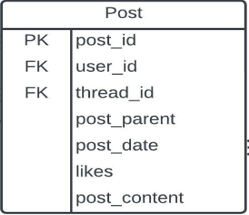 Post
PK post_id
FK user_id
FK thread_id
post_parent
post_date
likes
post_content